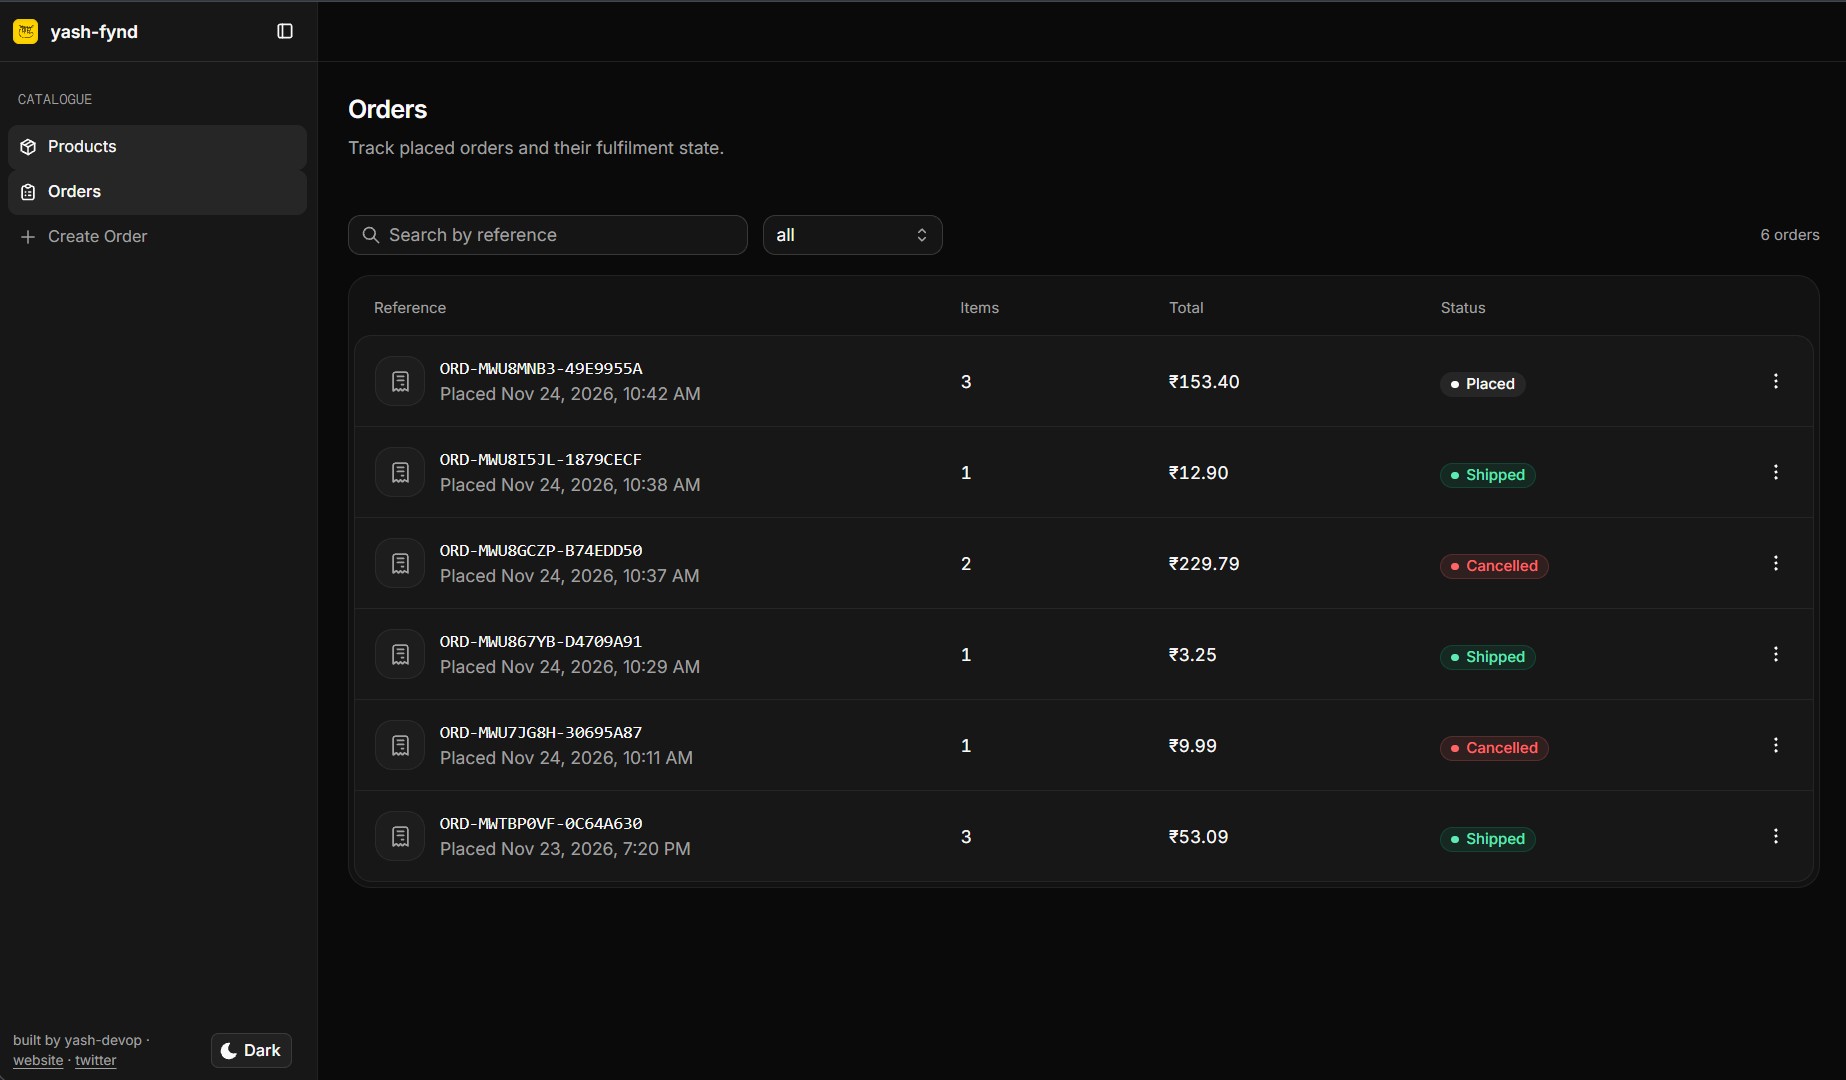 yash-fynd
CATALOGUE
Products
Orders
Create Order
Orders
Track placed orders and their fulfilment state.
Search by reference
all
6 orders
Reference Items Total Status
ORD-MWU8MNB3-49E9955A
Placed Nov 24, 2026, 10:42 AM
3 ₹153.40 Placed
ORD-MWU8I5JL-1879CECF
Placed Nov 24, 2026, 10:38 AM
1 ₹12.90 Shipped
ORD-MWU8GCZP-B74EDD50
Placed Nov 24, 2026, 10:37 AM
2 ₹229.79 Cancelled
ORD-MWU867YB-D4709A91
Placed Nov 24, 2026, 10:29 AM
1 ₹3.25 Shipped
ORD-MWU7JG8H-30695A87
Placed Nov 24, 2026, 10:11 AM
1 ₹9.99 Cancelled
ORD-MWTBP0VF-0C64A630
Placed Nov 23, 2026, 7:20 PM
3 ₹53.09 Shipped
built by yash-devop ·
website · twitter
Dark